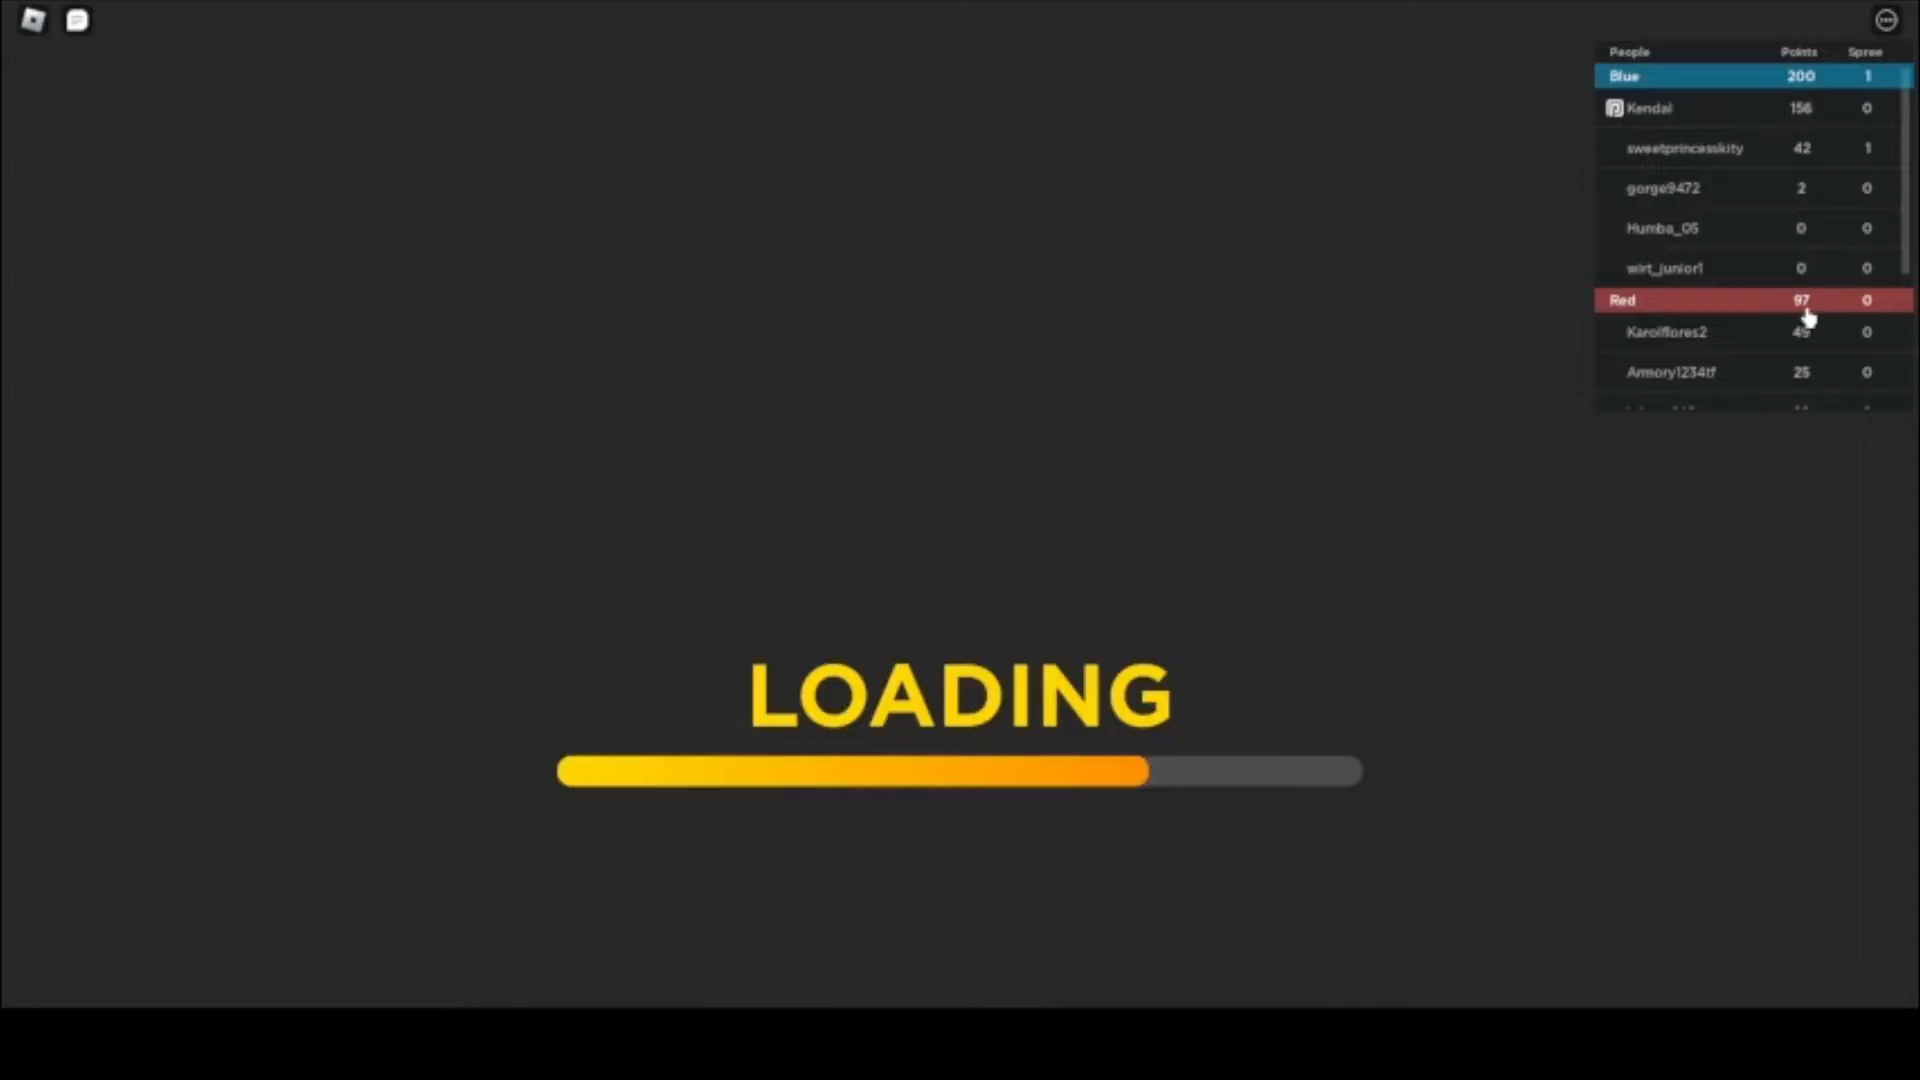 People Points Spree
Blue 200 1
Kendal 156 0
sweetprincesskity 42 1
gorge9472 2 0
Humba_05 0 0
wirt_junior1 0 0
Red 97 0
Karolflores2 0
Armory1234tf 25 0
LOADING